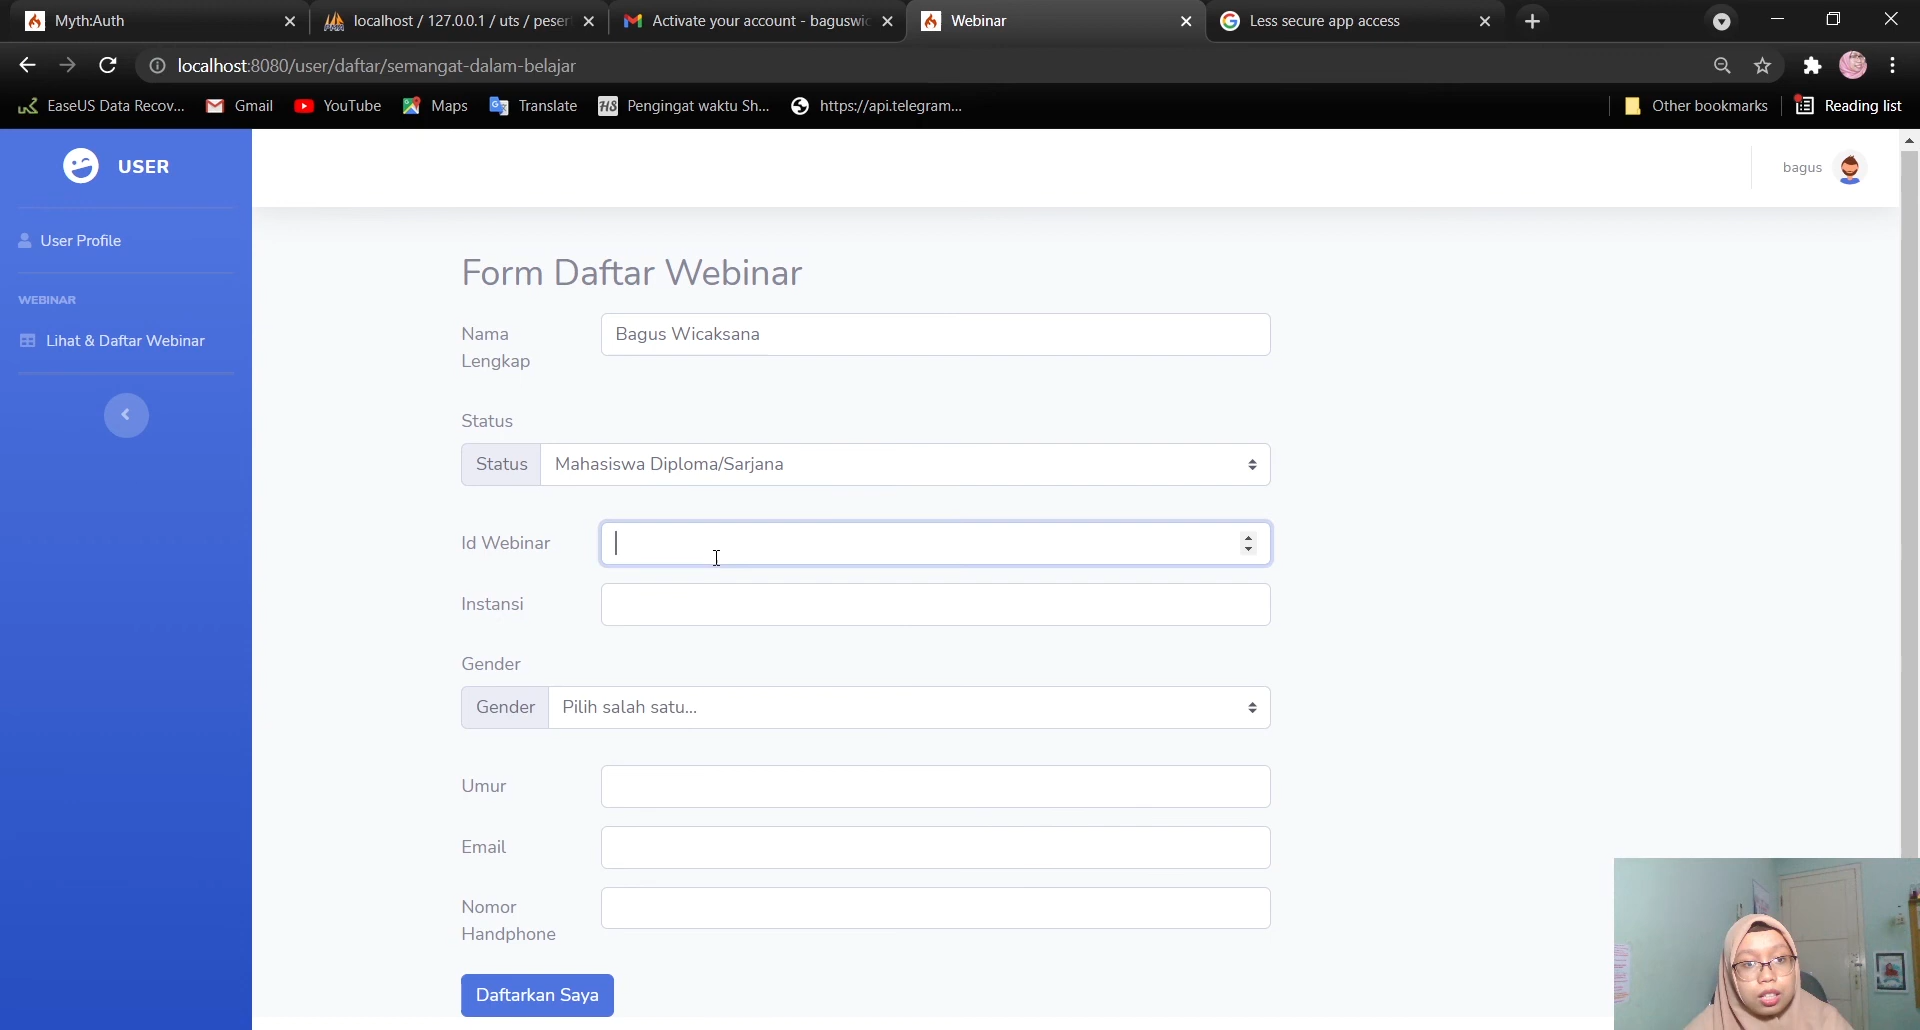 Myth:Auth
localhost / 127.0.0.1 / uts / peser
Activate your account - baguswic
Webinar
Less secure app access
localhost:8080/user/daftar/semangat-dalam-belajar
EaseUS Data Recov...
Gmail
YouTube
Maps
Translate
HS
Pengingat waktu Sh...
https://api.telegram...
Other bookmarks
Reading list
USER
bagus
User Profile
WEBINAR
Lihat & Daftar Webinar
Form Daftar Webinar
Nama Lengkap
Bagus Wicaksana
Status
Status
Mahasiswa Diploma/Sarjana
Id Webinar
Instansi
Gender
Gender
Pilih salah satu...
Umur
Email
Nomor Handphone
Daftarkan Saya